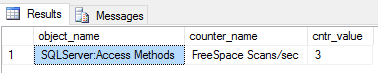 Results Messages
object_name counter_name cntr_value
1 SQLServer:Access Methods FreeSpace Scans/sec 3